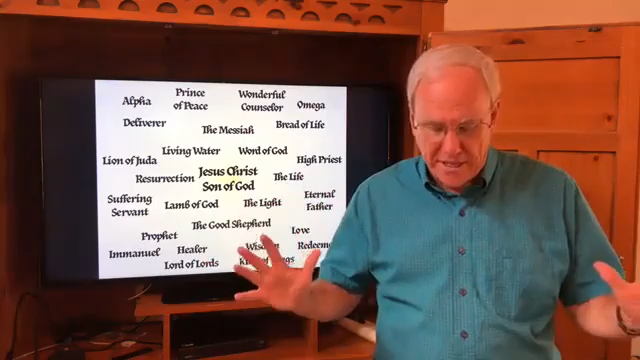 Prince of Peace
Wonderful Counselor
Alpha
Omega
Deliverer
The Messiah
Bread of Life
Living Water
Word of God
Lion of Juda
High Priest
Jesus Christ
Son of God
Resurrection
The Life
Suffering Servant
Lamb of God
The Light
Eternal Father
The Good Shepherd
Prophet
Love
Immanuel
Healer
Wisdom
Redeemer
Lord of Lords
King of Kings